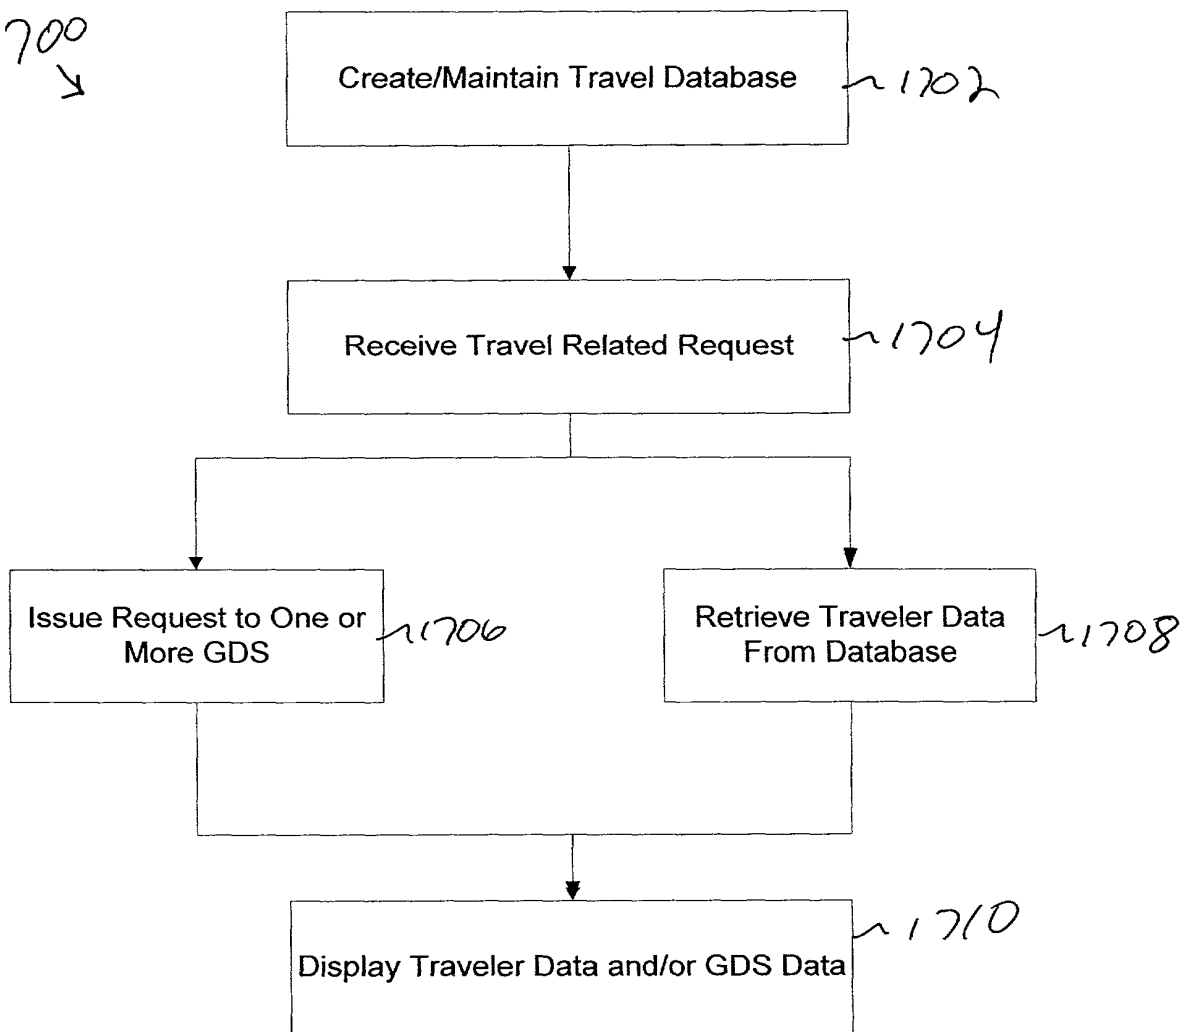 700
Create/Maintain Travel Database
1702
Receive Travel Related Request
1704
Issue Request to One or
More GDS
1706
Retrieve Traveler Data
From Database
1708
1710
Display Traveler Data and/or GDS Data